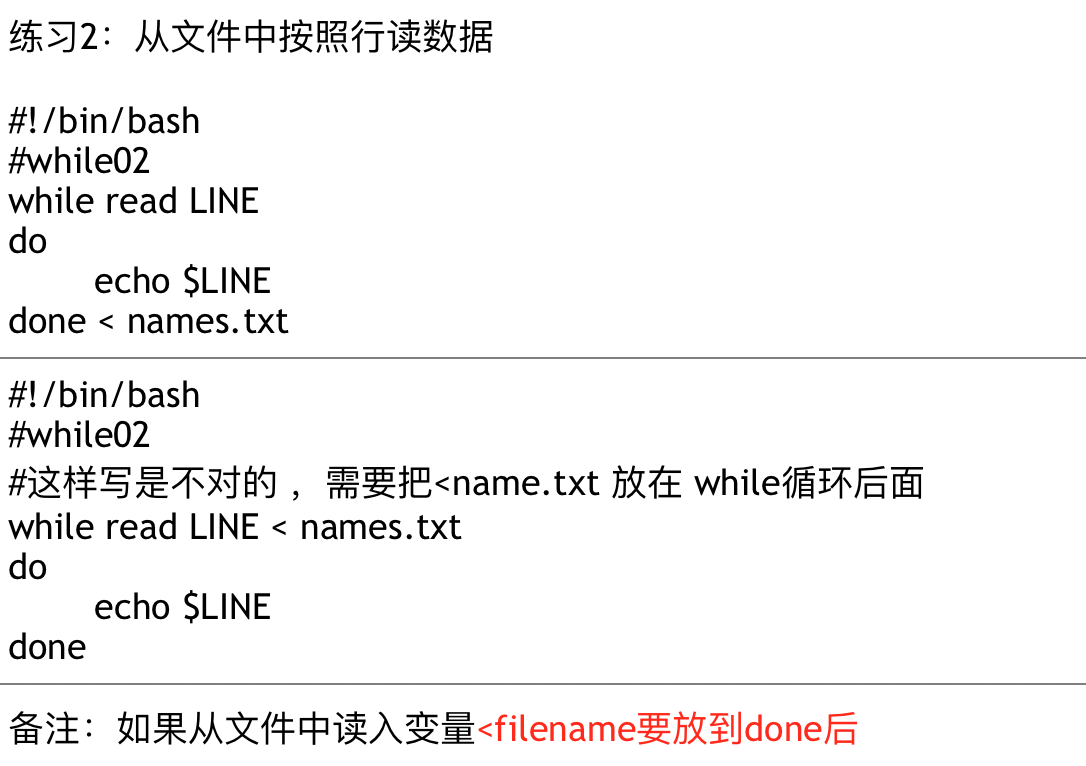 练习2：从文件中按照行读数据
#!/bin/bash
#while02
while read LINE
do
echo $LINE
done < names.txt
#!/bin/bash
#while02
#这样写是不对的 ，需要把<name.txt 放在 while循环后面
while read LINE < names.txt
do
echo $LINE
done
备注：如果从文件中读入变量<filename要放到done后